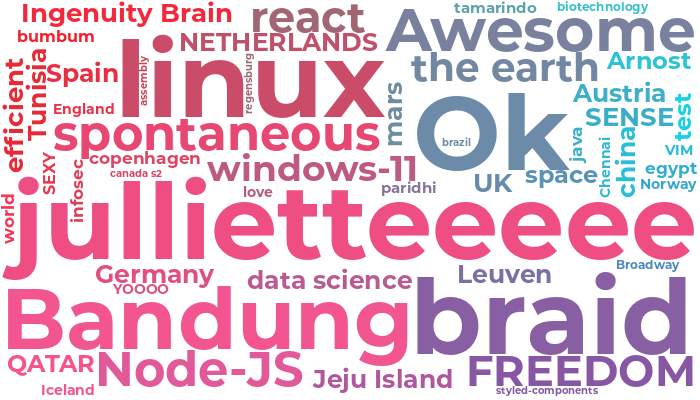 Ingenuity Brain
react
Awesome
tamarindo
biotechnology
bumbum
NETHERLANDS
linux
the earth
Arnost
efficient
Tunisia
Spain
assembly
regensburg
England
mars
Ok
brazil
Austria
SENSE
test
spontaneous
java
Chennai
china
VIM
copenhagen
canada s2
windows-11
SEXY
infosec
love
paridhi
UK
space
egypt
Norway
world
jullietteeeeee
Germany
YOOOO
data science
Leuven
Broadway
Bandung
braid
QATAR
Node-JS
Jeju Island
FREEDOM
Iceland
styled-components